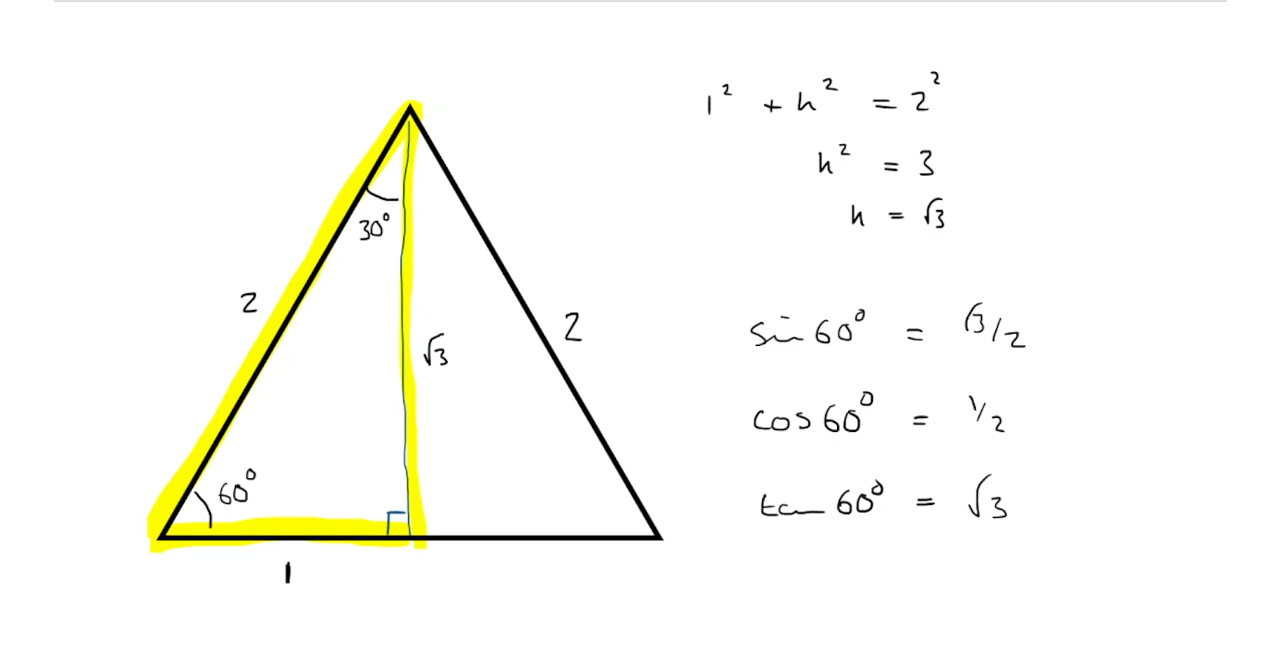 1² + h² = 2²
h² = 3
h = √3
30°
2
2
√3
sin 60° = √3/2
cos 60° = 1/2
60°
tan 60° = √3
1